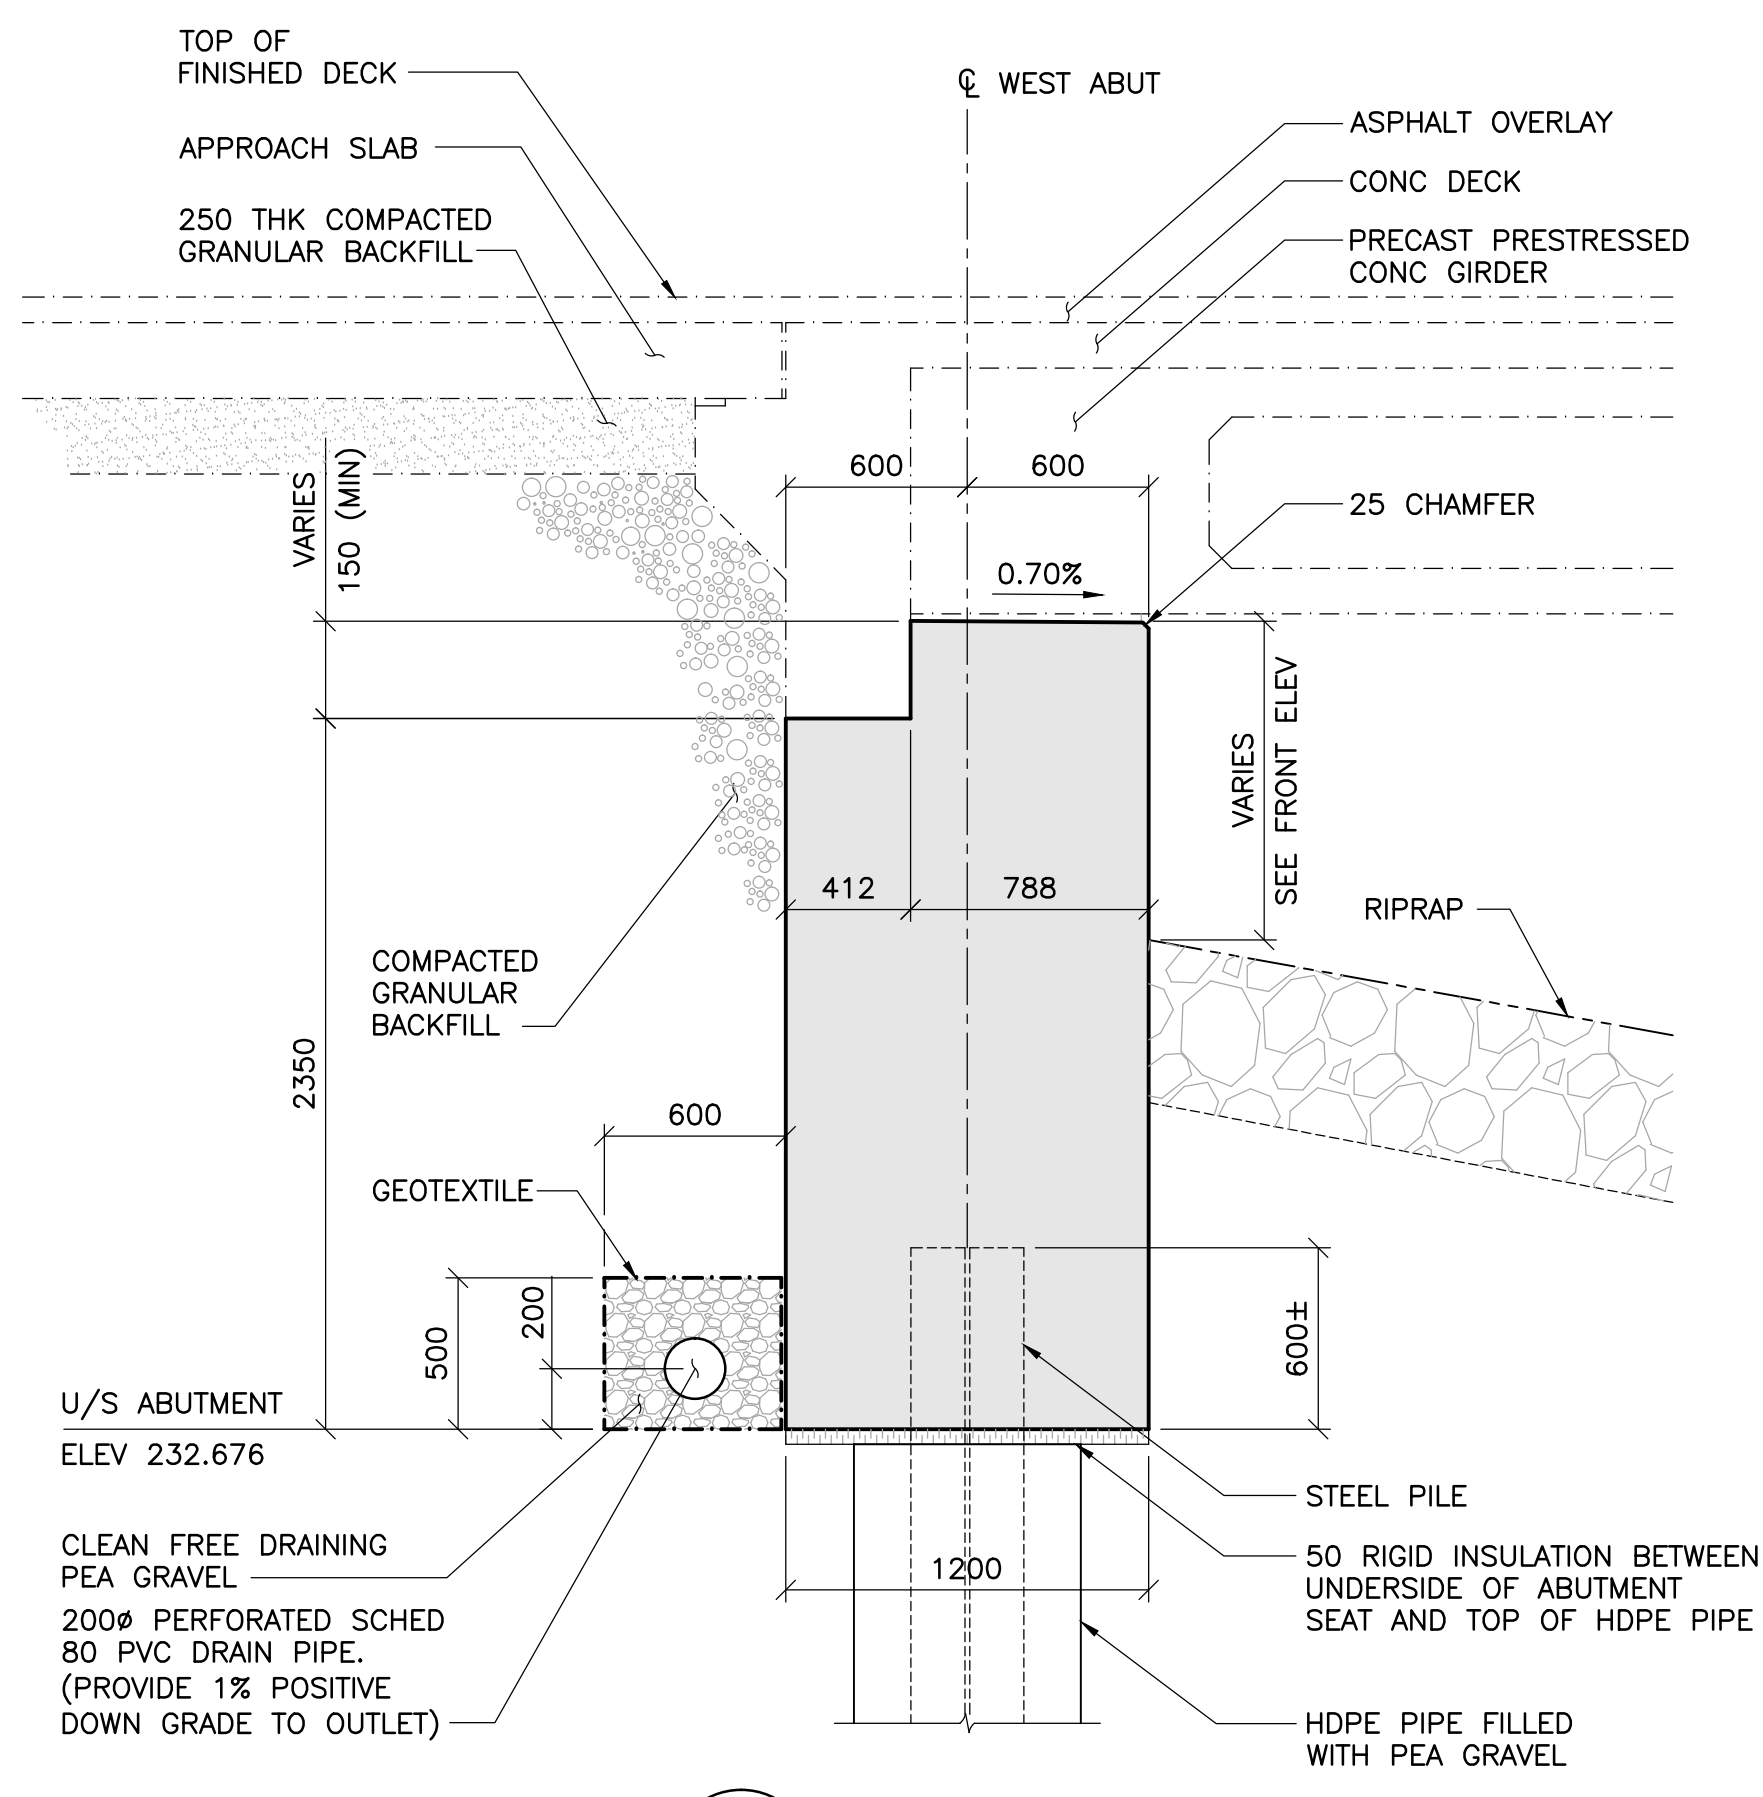 TOP OF
FINISHED DECK
APPROACH SLAB
250 THK COMPACTED
GRANULAR BACKFILL
℄ WEST ABUT
ASPHALT OVERLAY
CONC DECK
PRECAST PRESTRESSED
CONC GIRDER
600
600
25 CHAMFER
VARIES
150 (MIN)
0.70%
VARIES
SEE FRONT ELEV
412
788
RIPRAP
COMPACTED
GRANULAR
BACKFILL
2350
600
GEOTEXTILE
500
200
600±
U/S ABUTMENT
ELEV 232.676
STEEL PILE
CLEAN FREE DRAINING
PEA GRAVEL
50 RIGID INSULATION BETWEEN
UNDERSIDE OF ABUTMENT
SEAT AND TOP OF HDPE PIPE
1200
200ø PERFORATED SCHED
80 PVC DRAIN PIPE.
(PROVIDE 1% POSITIVE
DOWN GRADE TO OUTLET)
HDPE PIPE FILLED
WITH PEA GRAVEL